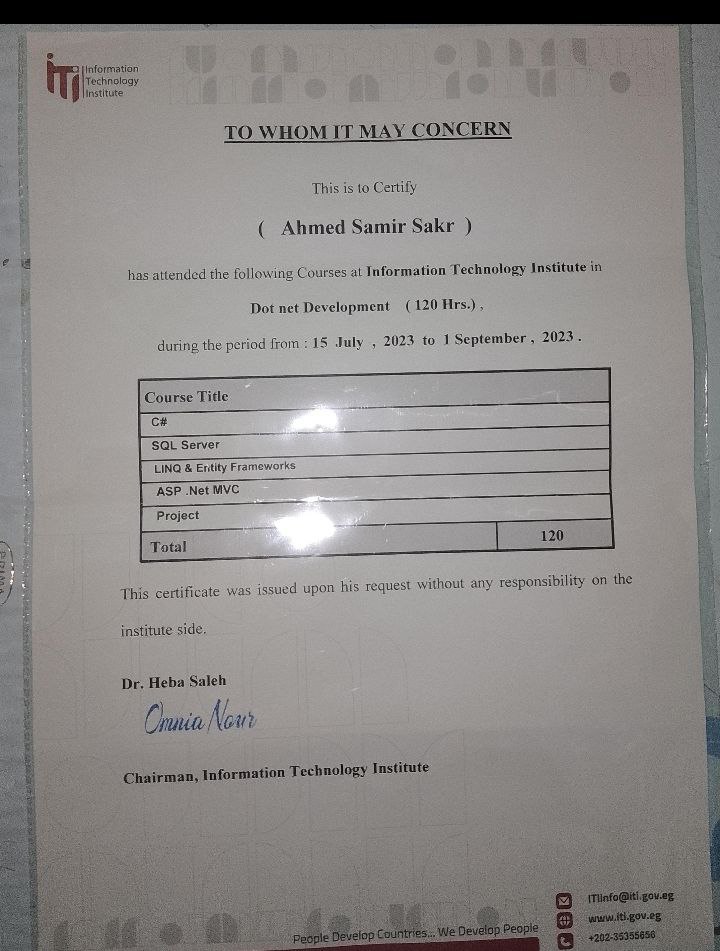 iTi
Information
Technology
Institute
TO WHOM IT MAY CONCERN
This is to Certify
( Ahmed Samir Sakr )
has attended the following Courses at Information Technology Institute in
Dot net Development ( 120 Hrs.) ,
during the period from : 15 July , 2023 to 1 September , 2023 .
Course Title
C#
SQL Server
LINQ & Entity Frameworks
ASP .Net MVC
Project
Total 120
This certificate was issued upon his request without any responsibility on the
institute side.
Dr. Heba Saleh
Omnia Nour
Chairman, Information Technology Institute
ITIinfo@iti.gov.eg
www.iti.gov.eg
+202-35355656
People Develop Countries... We Develop People